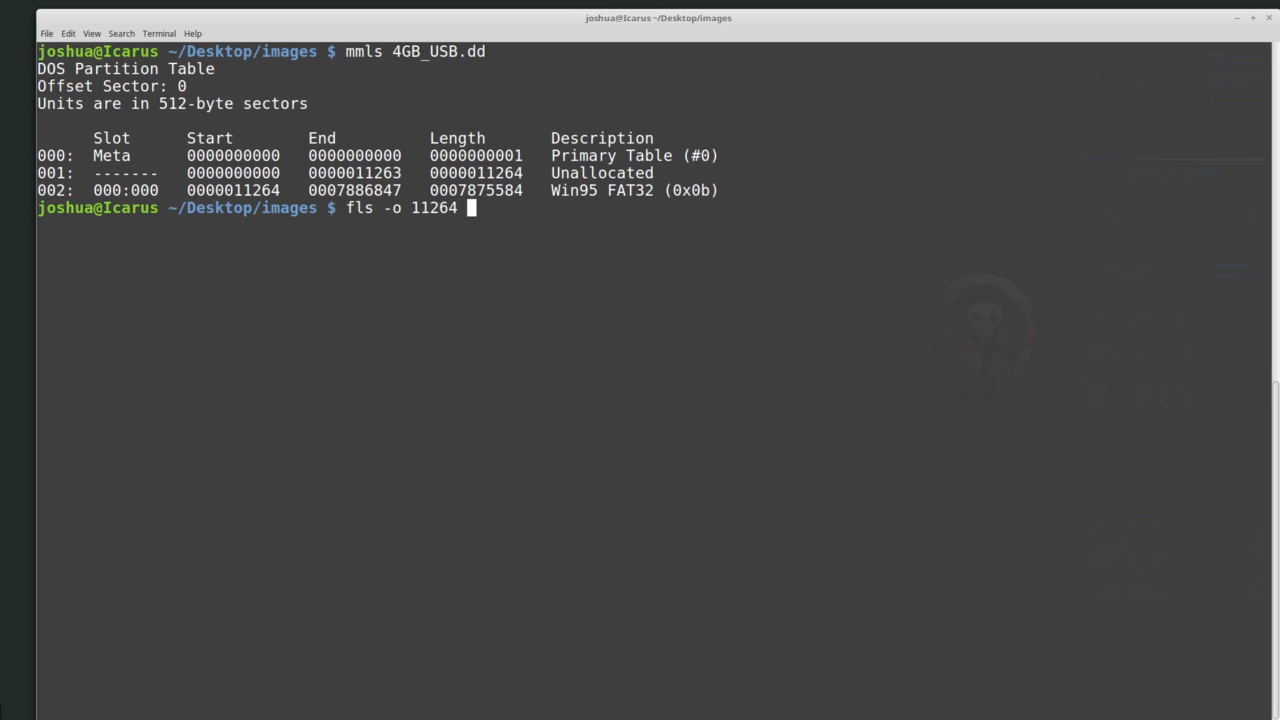 joshua@Icarus ~/Desktop/images
File Edit View Search Terminal Help
joshua@Icarus ~/Desktop/images $ mmls 4GB_USB.dd
DOS Partition Table
Offset Sector: 0
Units are in 512-byte sectors
Slot Start End Length Description
000: Meta 0000000000 0000000000 0000000001 Primary Table (#0)
001: ------- 0000000000 0000011263 0000011264 Unallocated
002: 000:000 0000011264 0007886847 0007875584 Win95 FAT32 (0x0b)
joshua@Icarus ~/Desktop/images $ fls -o 11264